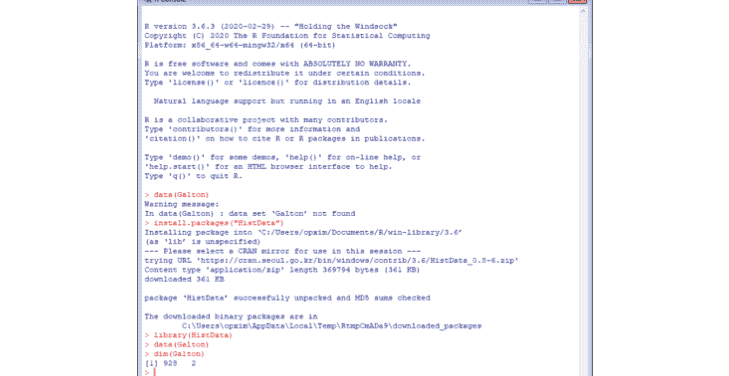 R version 3.6.3 (2020-02-29) -- "Holding the Windsock"
Copyright (C) 2020 The R Foundation for Statistical Computing
Platform: x86_64-w64-mingw32/x64 (64-bit)
R is free software and comes with ABSOLUTELY NO WARRANTY.
You are welcome to redistribute it under certain conditions.
Type 'license()' or 'licence()' for distribution details.
Natural language support but running in an English locale
R is a collaborative project with many contributors.
Type 'contributors()' for more information and
'citation()' on how to cite R or R packages in publications.
Type 'demo()' for some demos, 'help()' for on-line help, or
'help.start()' for an HTML browser interface to help.
Type 'q()' to quit R.
> data(Galton)
Warning message:
In data(Galton) : data set ‘Galton’ not found
> install.packages("HistData")
Installing package into ‘C:/Users/opxim/Documents/R/win-library/3.6’
(as ‘lib’ is unspecified)
--- Please select a CRAN mirror for use in this session ---
trying URL 'https://cran.seoul.go.kr/bin/windows/contrib/3.6/HistData_0.8-6.zip'
Content type 'application/zip' length 369794 bytes (361 KB)
downloaded 361 KB
package ‘HistData’ successfully unpacked and MD5 sums checked
The downloaded binary packages are in
C:\Users\opxim\AppData\Local\Temp\RtmpCmADa9\downloaded_packages
> library(HistData)
> data(Galton)
> dim(Galton)
[1] 928 2
>